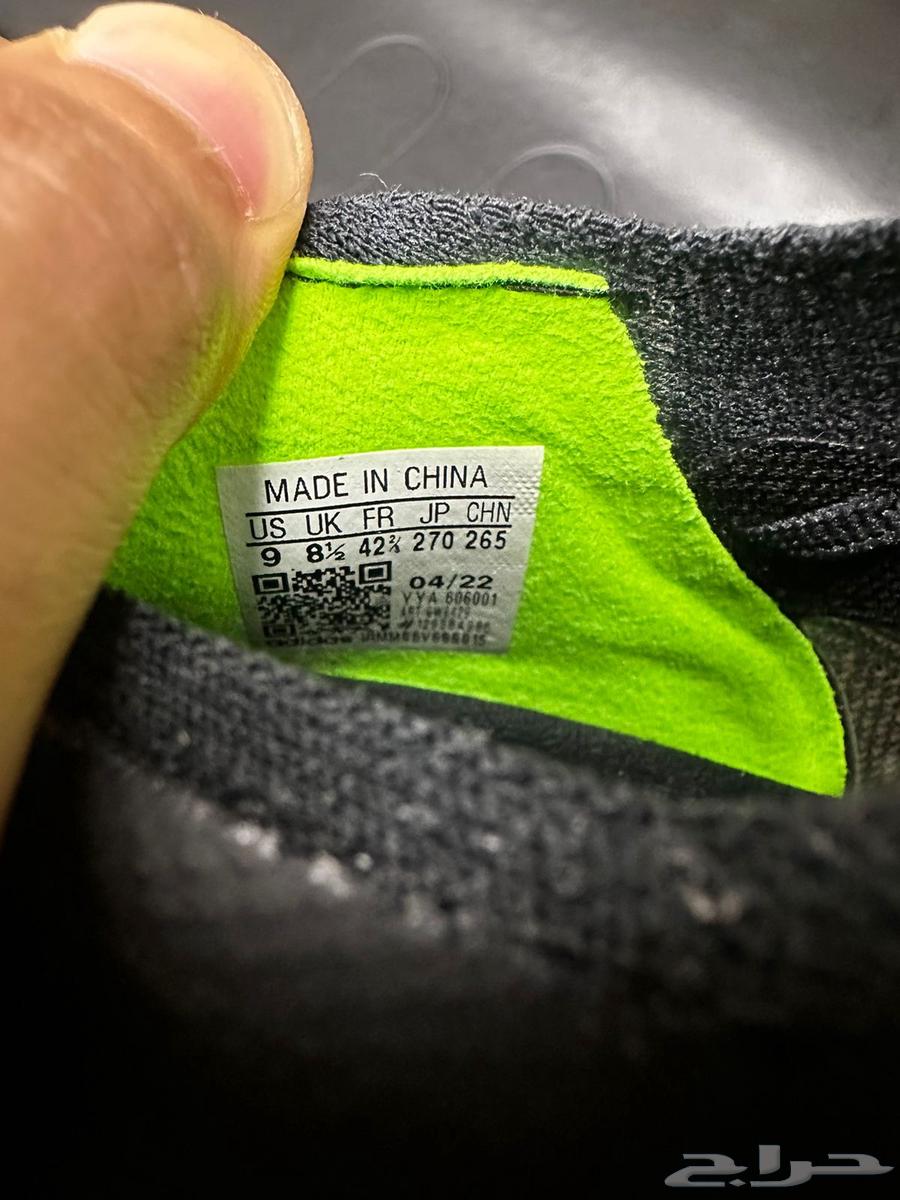 MADE IN CHINA
US UK FR JP CHN
9 8½ 42⅔ 270 265
04/22
YYA 606001
حراج